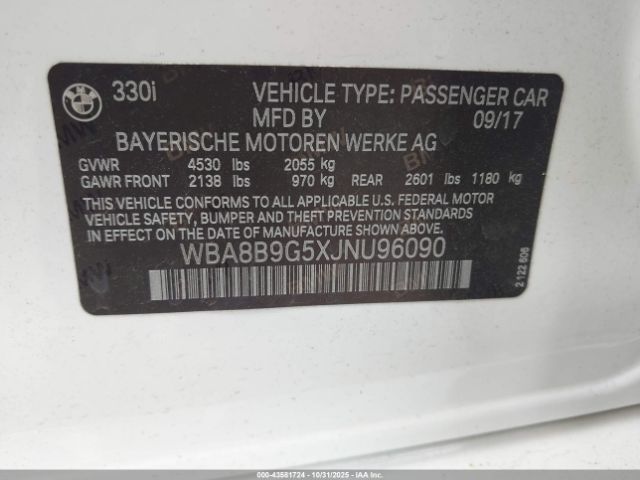 BMW 330i VEHICLE TYPE: PASSENGER CAR
MFD BY 09/17
BAYERISCHE MOTOREN WERKE AG
GVWR 4530 lbs 2055 kg
GAWR FRONT 2138 lbs 970 kg REAR 2601 lbs 1180 kg
THIS VEHICLE CONFORMS TO ALL APPLICABLE U.S. FEDERAL MOTOR
VEHICLE SAFETY, BUMPER AND THEFT PREVENTION STANDARDS IN
EFFECT ON THE DATE OF MANUFACTURE SHOWN ABOVE.
WBA8B9G5XJNU96090
2 122 606
000-43581724 • 10/31/2025 - Copyright © IAA